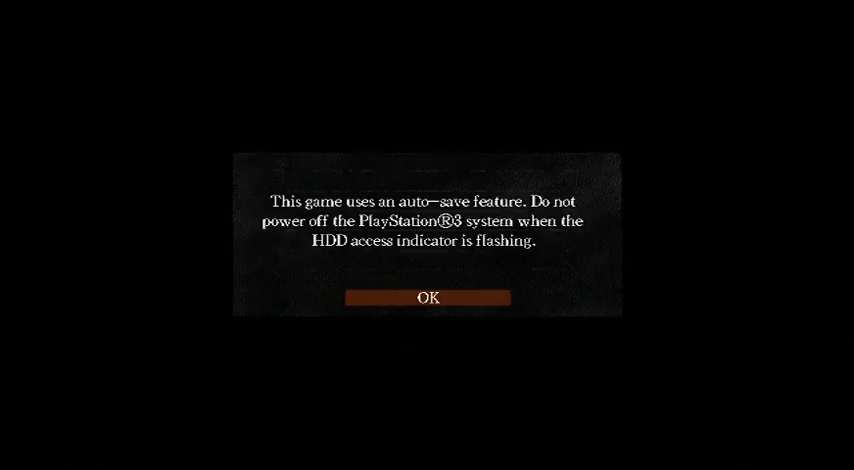 This game uses an auto-save feature. Do not
power off the PlayStation®3 system when the
HDD access indicator is flashing.
OK